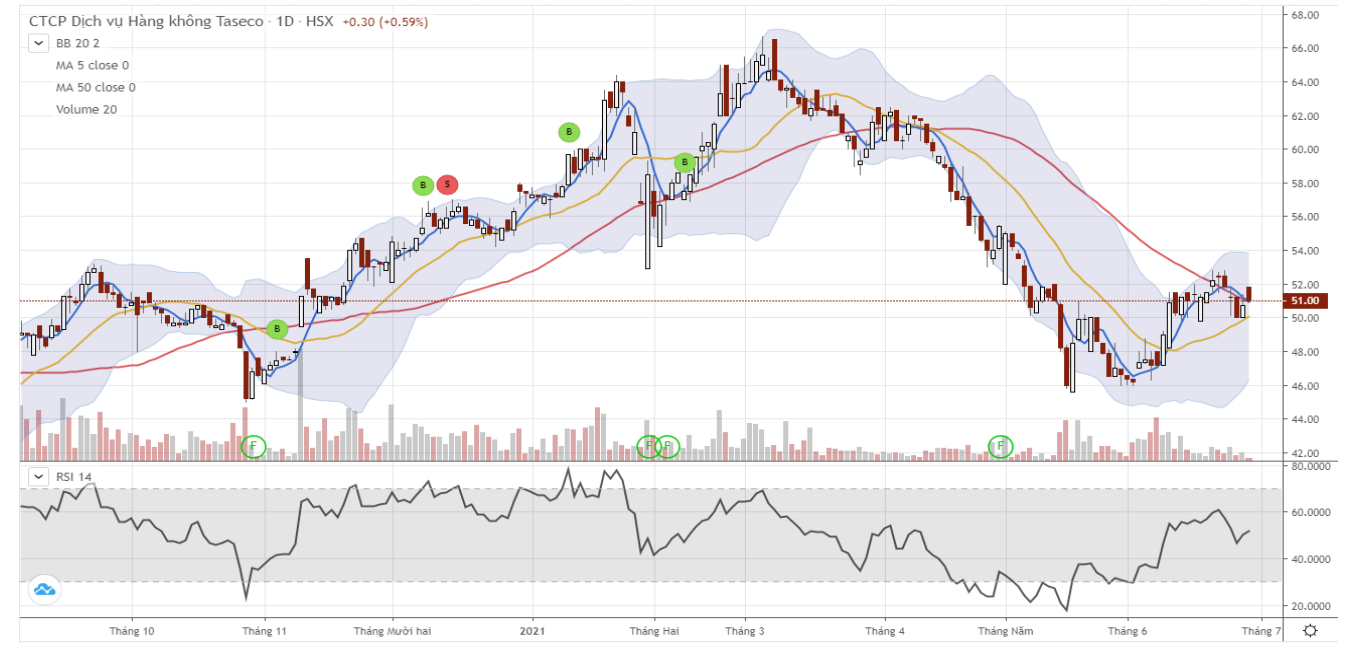 CTCP Dịch vụ Hàng không Taseco · 1D · HSX +0.30 (+0.59%)
BB 20 2
MA 5 close 0
MA 50 close 0
Volume 20
68.00
66.00
64.00
62.00
60.00
58.00
56.00
54.00
52.00
51.00
50.00
48.00
46.00
44.00
42.00
B
B
S
B
B
F
F
F
F
RSI 14
80.0000
60.0000
40.0000
20.0000
Tháng 10
Tháng 11
Tháng Mười hai
2021
Tháng Hai
Tháng 3
Tháng 4
Tháng Năm
Tháng 6
Tháng 7